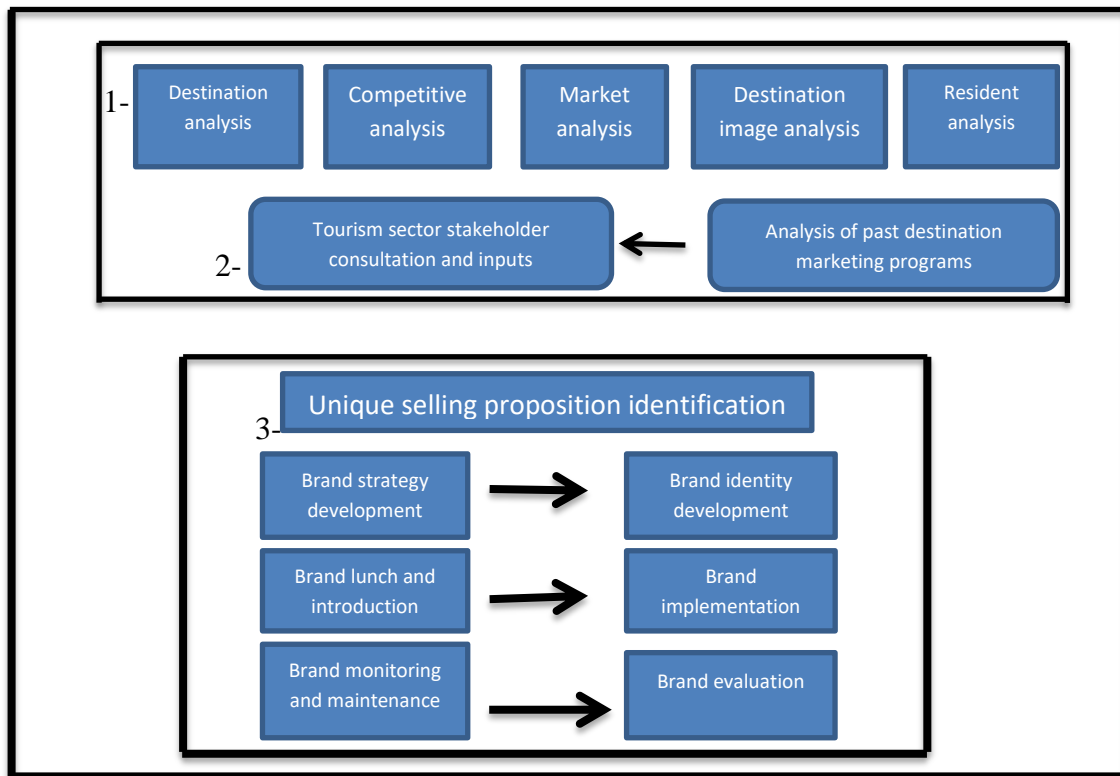 1-
Destination
analysis
Competitive
analysis
Market
analysis
Destination
image analysis
Resident
analysis
2-
Tourism sector stakeholder
consultation and inputs
Analysis of past destination
marketing programs
3-
Unique selling proposition identification
Brand strategy
development
Brand identity
development
Brand lunch and
introduction
Brand
implementation
Brand monitoring
and maintenance
Brand evaluation